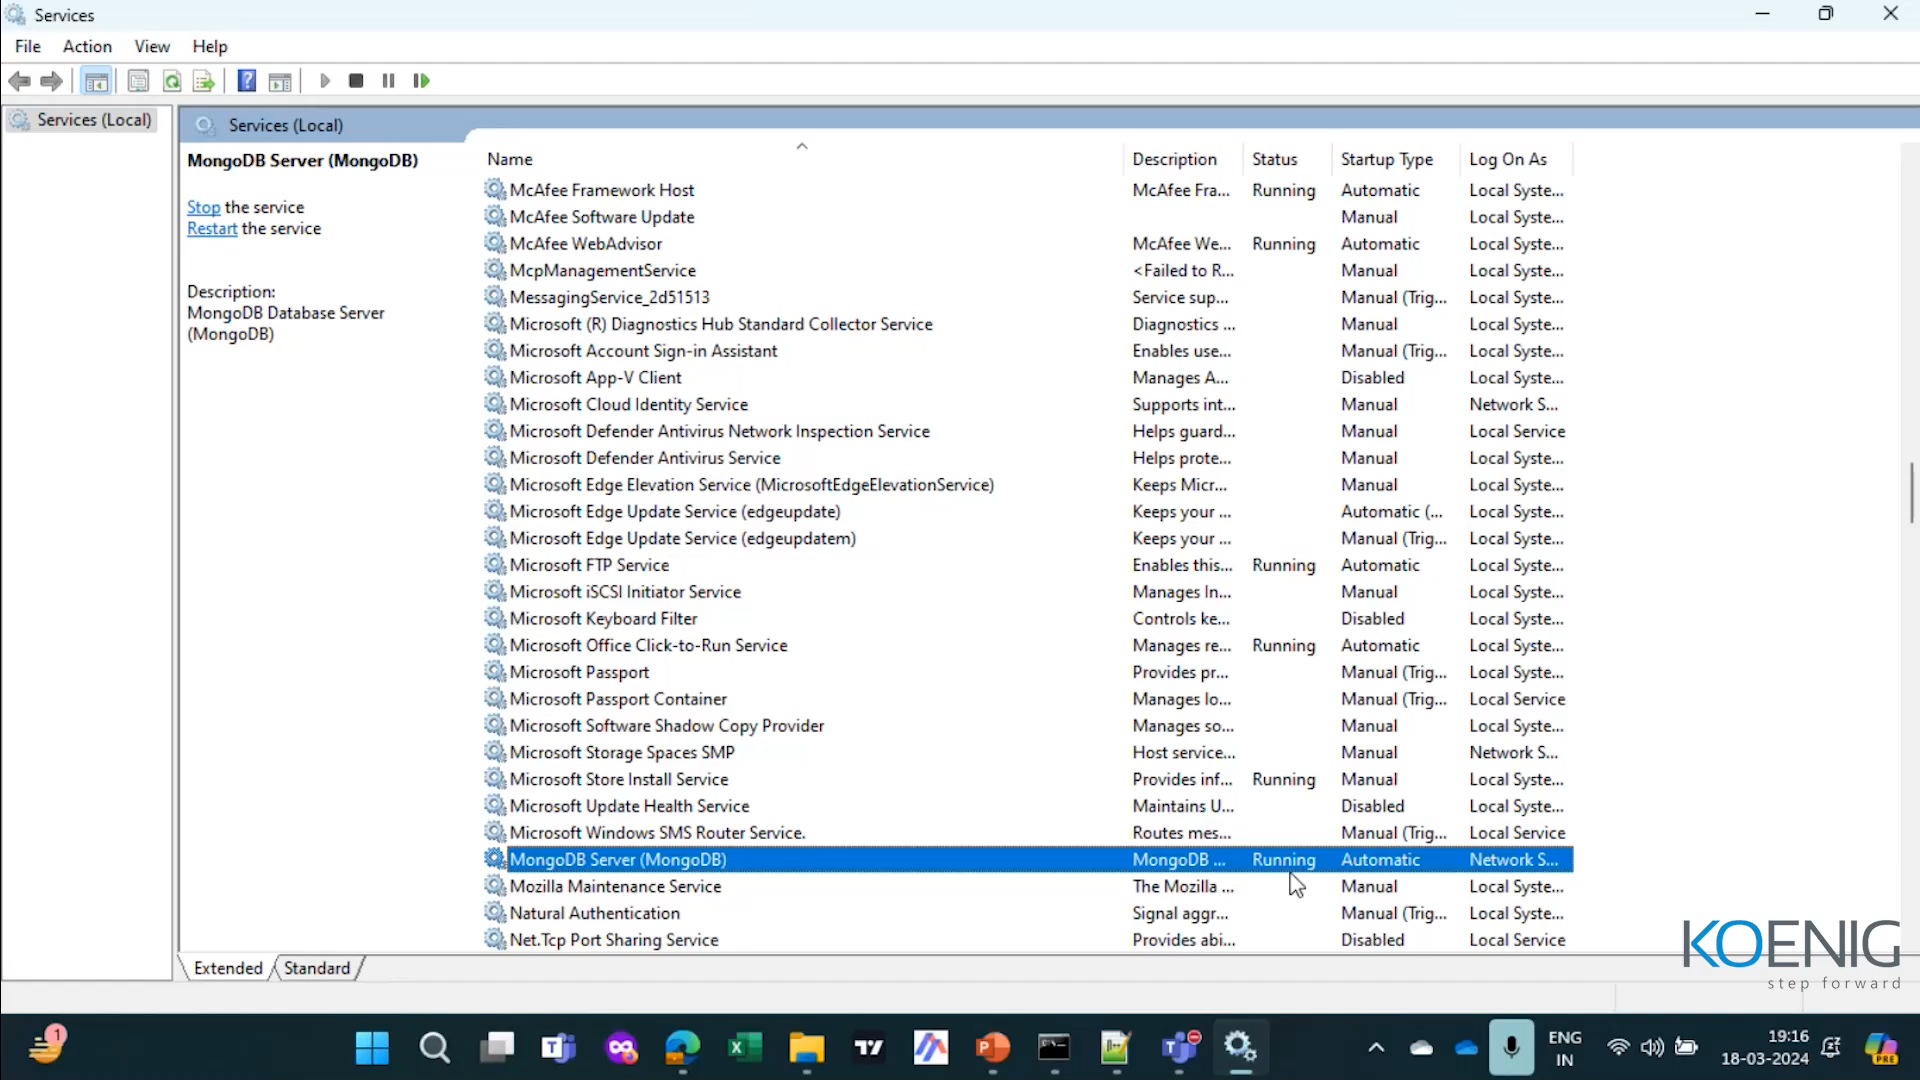 Services
File Action View Help
Services (Local)
Services (Local)
MongoDB Server (MongoDB)
Stop the service
Restart the service
Description:
MongoDB Database Server
(MongoDB)
Name Description Status Startup Type Log On As
McAfee Framework Host McAfee Fra... Running Automatic Local Syste...
McAfee Software Update Manual Local Syste...
McAfee WebAdvisor McAfee We... Running Automatic Local Syste...
McpManagementService <Failed to R... Manual Local Syste...
MessagingService_2d51513 Service sup... Manual (Trig... Local Syste...
Microsoft (R) Diagnostics Hub Standard Collector Service Diagnostics ... Manual Local Syste...
Microsoft Account Sign-in Assistant Enables use... Manual (Trig... Local Syste...
Microsoft App-V Client Manages A... Disabled Local Syste...
Microsoft Cloud Identity Service Supports int... Manual Network S...
Microsoft Defender Antivirus Network Inspection Service Helps guard... Manual Local Service
Microsoft Defender Antivirus Service Helps prote... Manual Local Syste...
Microsoft Edge Elevation Service (MicrosoftEdgeElevationService) Keeps Micr... Manual Local Syste...
Microsoft Edge Update Service (edgeupdate) Keeps your ... Automatic (... Local Syste...
Microsoft Edge Update Service (edgeupdatem) Keeps your ... Manual (Trig... Local Syste...
Microsoft FTP Service Enables this... Running Automatic Local Syste...
Microsoft iSCSI Initiator Service Manages In... Manual Local Syste...
Microsoft Keyboard Filter Controls ke... Disabled Local Syste...
Microsoft Office Click-to-Run Service Manages re... Running Automatic Local Syste...
Microsoft Passport Provides pr... Manual (Trig... Local Syste...
Microsoft Passport Container Manages lo... Manual (Trig... Local Service
Microsoft Software Shadow Copy Provider Manages so... Manual Local Syste...
Microsoft Storage Spaces SMP Host service... Manual Network S...
Microsoft Store Install Service Provides inf... Running Manual Local Syste...
Microsoft Update Health Service Maintains U... Disabled Local Syste...
Microsoft Windows SMS Router Service. Routes mes... Manual (Trig... Local Service
MongoDB Server (MongoDB) MongoDB ... Running Automatic Network S...
Mozilla Maintenance Service The Mozilla ... Manual Local Syste...
Natural Authentication Signal aggr... Manual (Trig... Local Syste...
Net.Tcp Port Sharing Service Provides abi... Disabled Local Service
Extended Standard
KOENIG
step forward
1
ENG
IN
19:16
18-03-2024
PRE